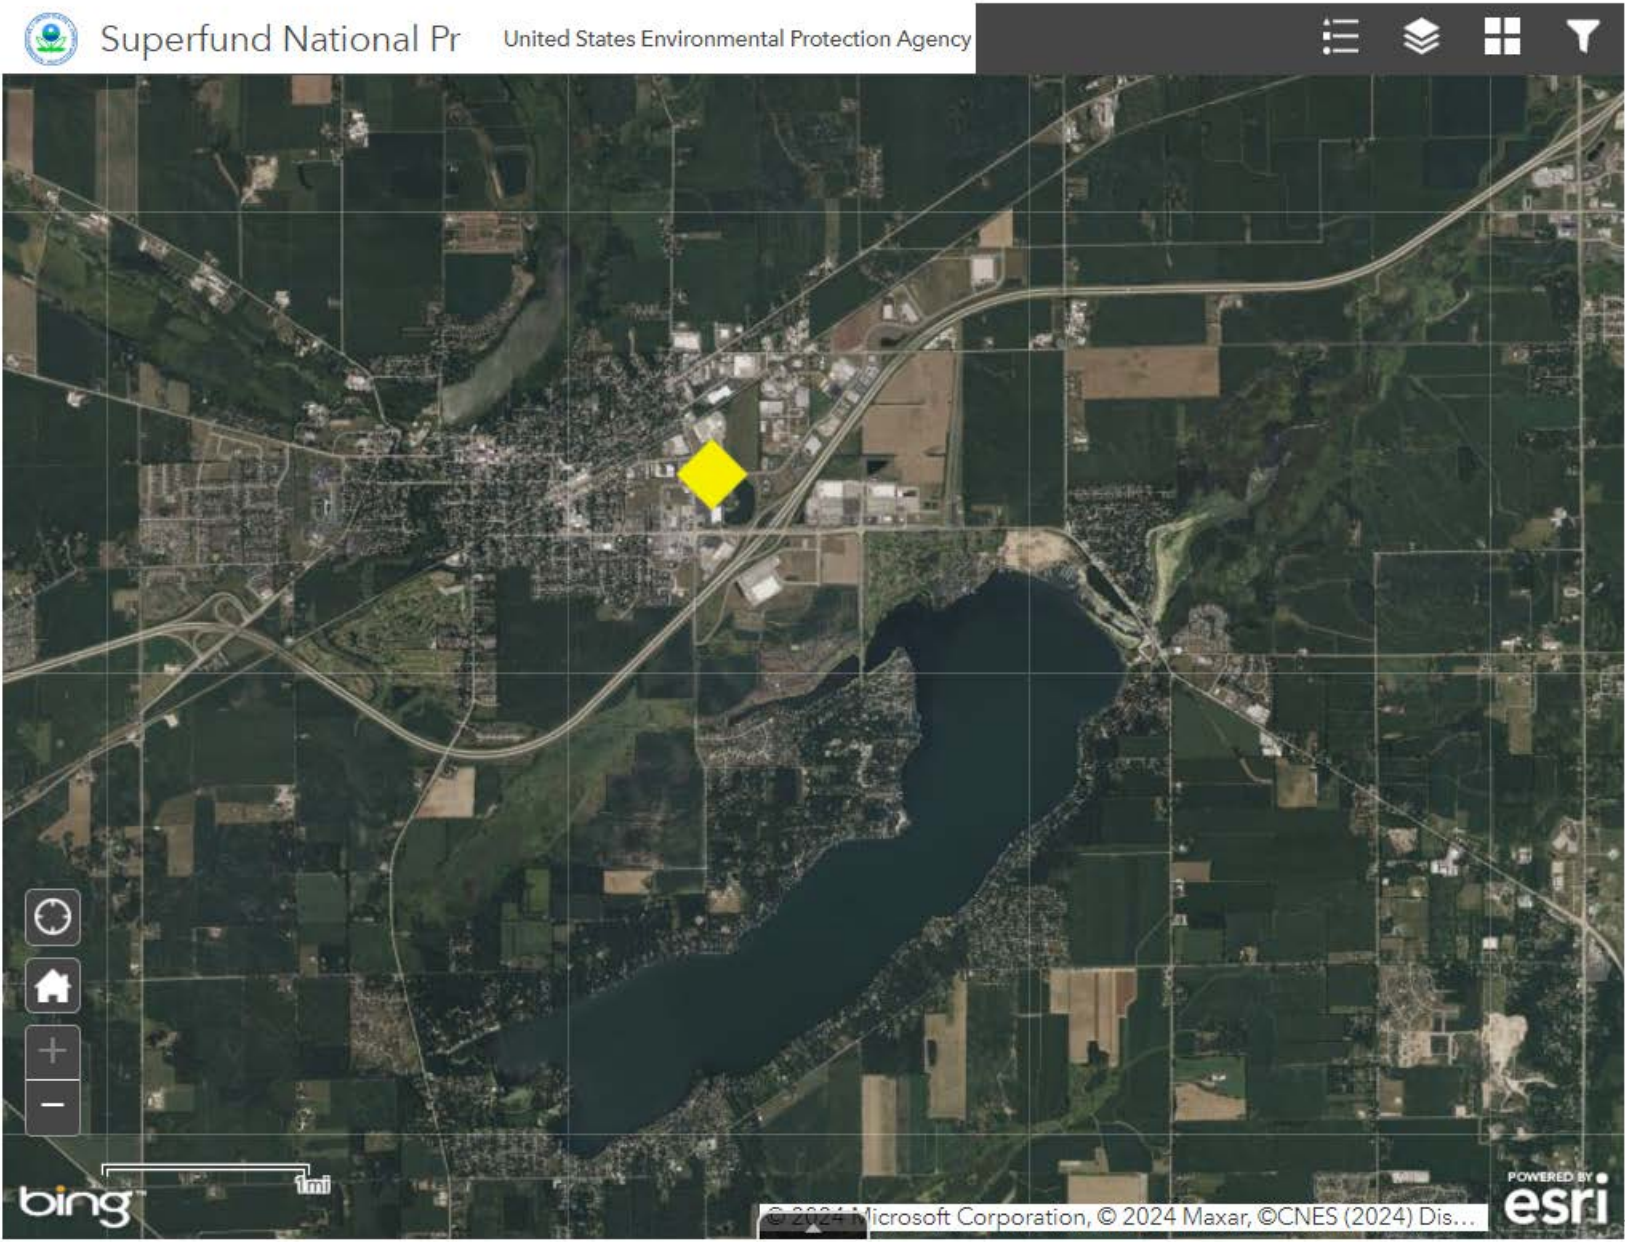 Superfund National Pr
United States Environmental Protection Agency
1mi
bing
POWERED BY
esri
© 2024 Microsoft Corporation, © 2024 Maxar, ©CNES (2024) Dis...